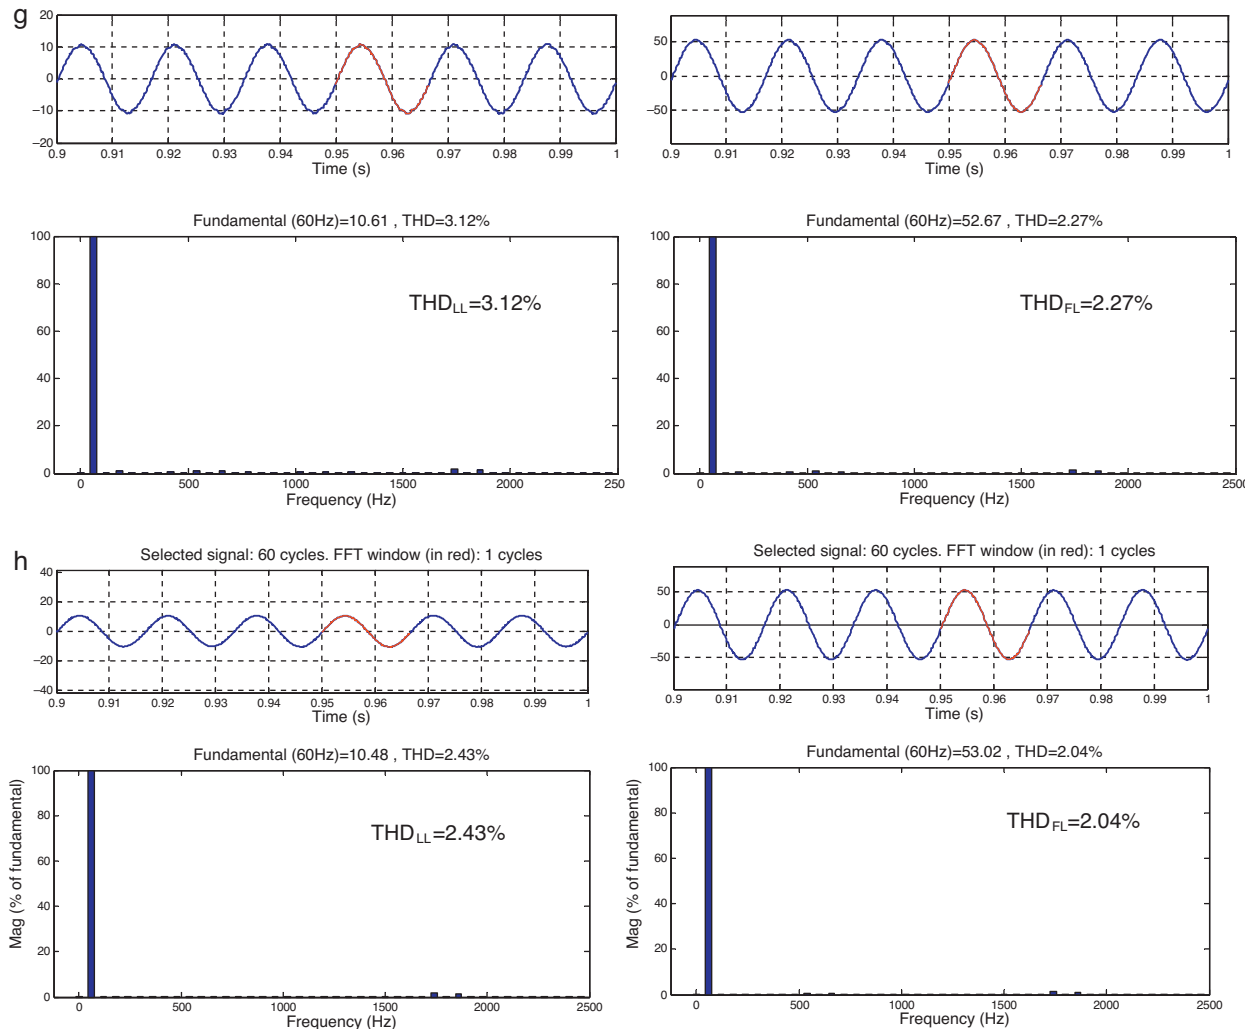 g
20
10
0
−10
−20
0.9 0.91 0.92 0.93 0.94 0.95 0.96 0.97 0.98 0.99 1
Time (s)
50
0
−50
0.9 0.91 0.92 0.93 0.94 0.95 0.96 0.97 0.98 0.99 1
Time (s)
Fundamental (60Hz)=10.61 , THD=3.12%
100
80
60
40
20
0
THDLL=3.12%
0 500 1000 1500 2000 2500
Frequency (Hz)
Fundamental (60Hz)=52.67 , THD=2.27%
100
80
60
40
20
0
THDFL=2.27%
0 500 1000 1500 2000 2500
Frequency (Hz)
h
Selected signal: 60 cycles. FFT window (in red): 1 cycles
40
20
0
−20
−40
0.9 0.91 0.92 0.93 0.94 0.95 0.96 0.97 0.98 0.99 1
Time (s)
Selected signal: 60 cycles. FFT window (in red): 1 cycles
50
0
−50
0.9 0.91 0.92 0.93 0.94 0.95 0.96 0.97 0.98 0.99 1
Time (s)
Fundamental (60Hz)=10.48 , THD=2.43%
Mag (% of fundamental)
100
80
60
40
20
0
THDLL=2.43%
0 500 1000 1500 2000 2500
Frequency (Hz)
Fundamental (60Hz)=53.02 , THD=2.04%
Mag (% of fundamental)
100
80
60
40
20
0
THDFL=2.04%
0 500 1000 1500 2000 2500
Frequency (Hz)